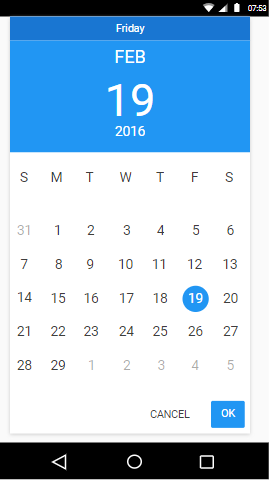 07:53
Friday
FEB
19
2016
S M T W T F S
31 1 2 3 4 5 6
7 8 9 10 11 12 13
14 15 16 17 18 19 20
21 22 23 24 25 26 27
28 29 1 2 3 4 5
CANCEL OK